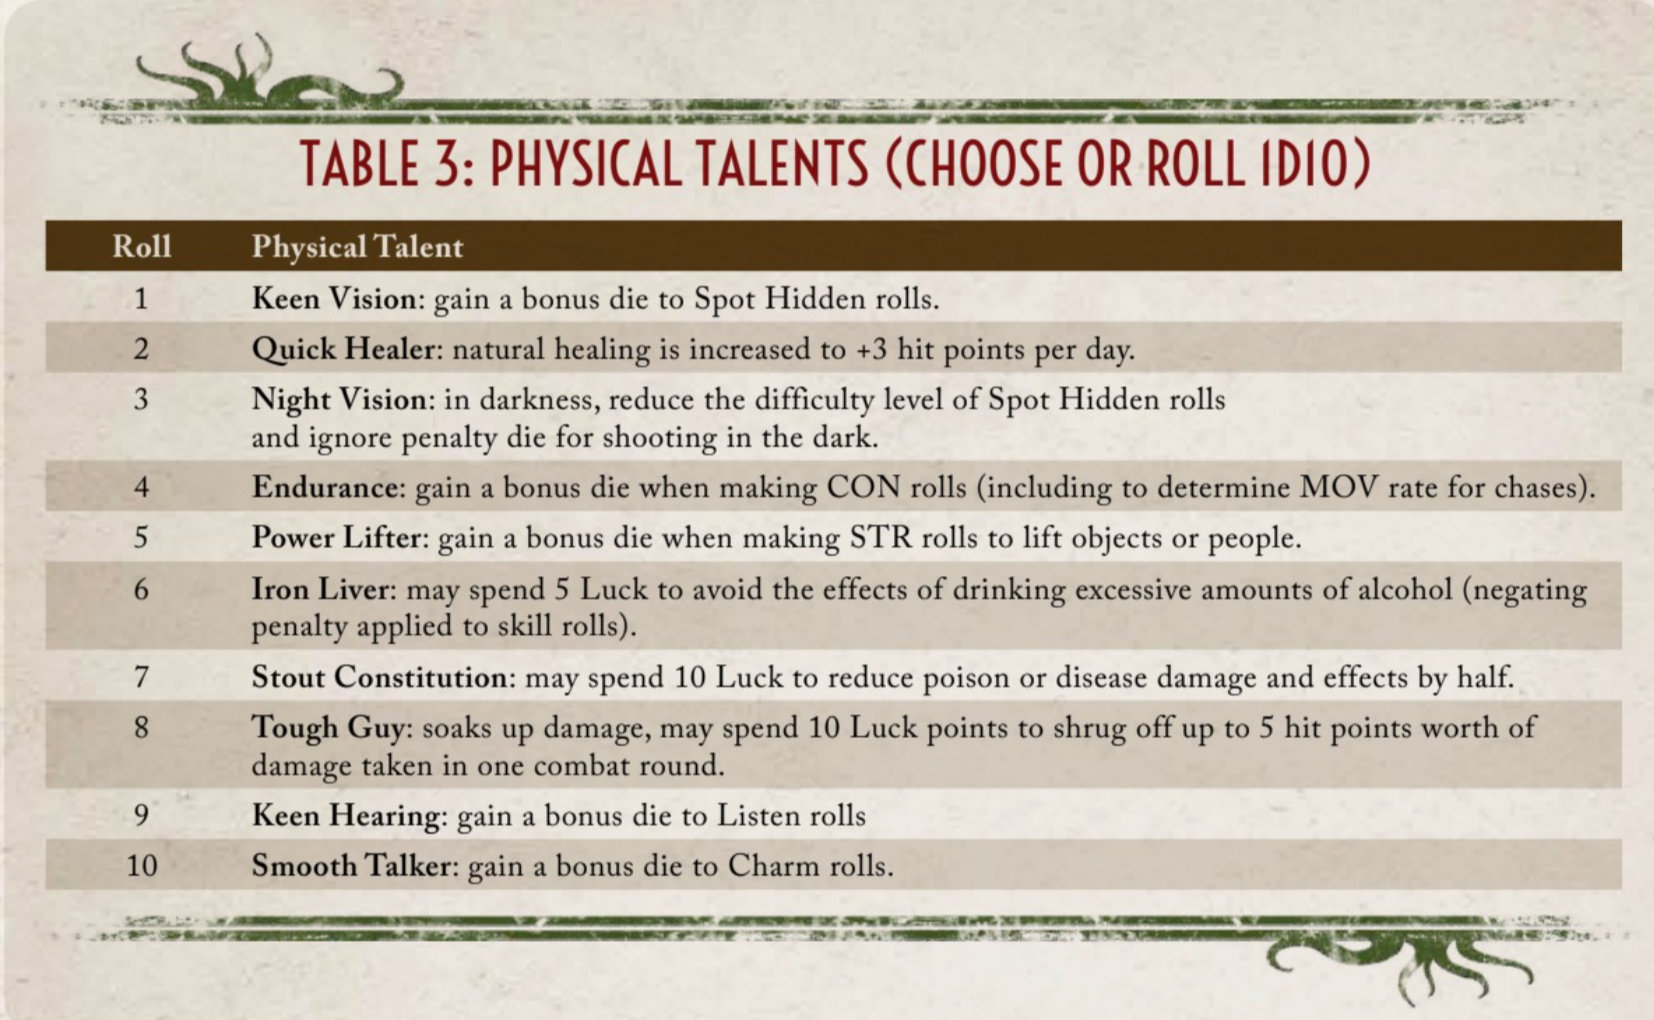 TABLE 3: PHYSICAL TALENTS (CHOOSE OR ROLL 1D10)
Roll Physical Talent
1 Keen Vision: gain a bonus die to Spot Hidden rolls.
2 Quick Healer: natural healing is increased to +3 hit points per day.
3 Night Vision: in darkness, reduce the difficulty level of Spot Hidden rolls
and ignore penalty die for shooting in the dark.
4 Endurance: gain a bonus die when making CON rolls (including to determine MOV rate for chases).
5 Power Lifter: gain a bonus die when making STR rolls to lift objects or people.
6 Iron Liver: may spend 5 Luck to avoid the effects of drinking excessive amounts of alcohol (negating
penalty applied to skill rolls).
7 Stout Constitution: may spend 10 Luck to reduce poison or disease damage and effects by half.
8 Tough Guy: soaks up damage, may spend 10 Luck points to shrug off up to 5 hit points worth of
damage taken in one combat round.
9 Keen Hearing: gain a bonus die to Listen rolls
10 Smooth Talker: gain a bonus die to Charm rolls.